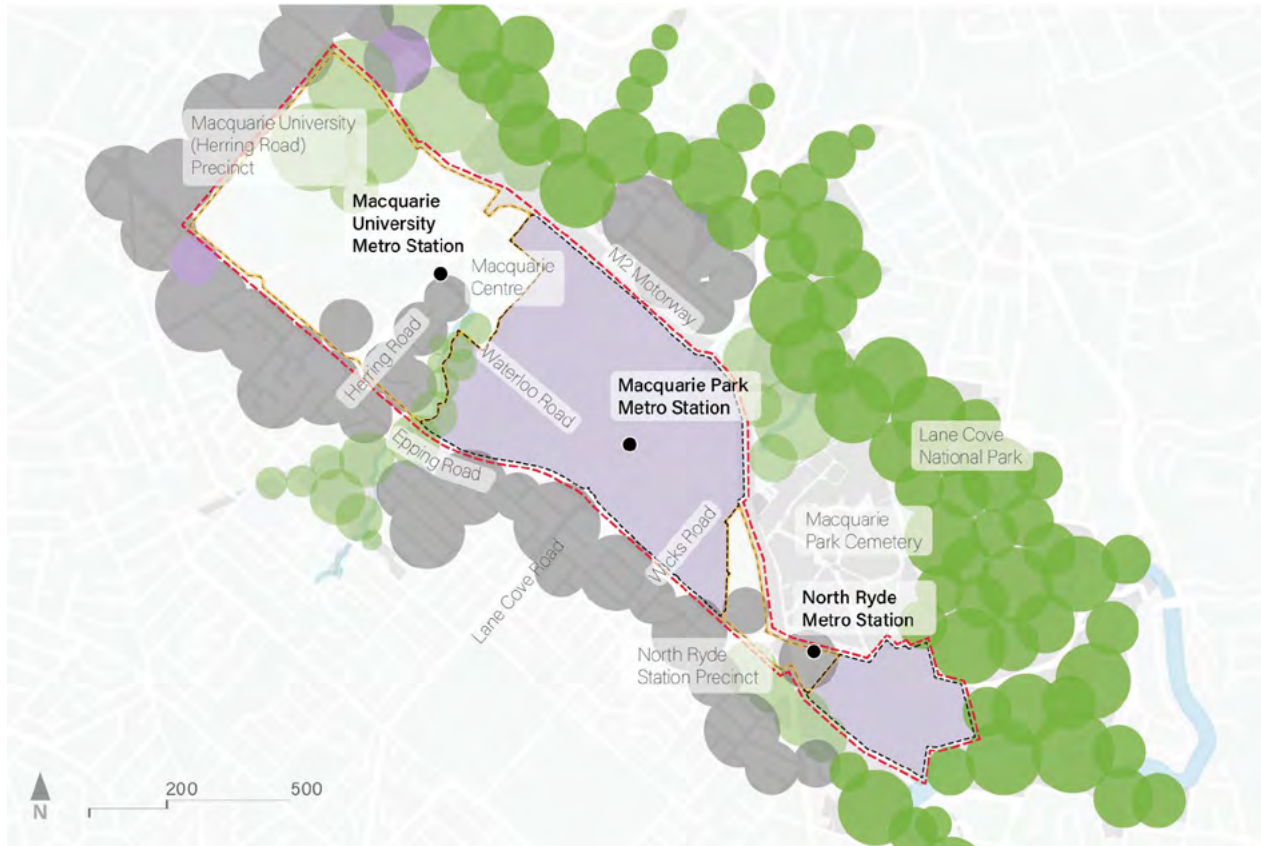 Macquarie University
(Herring Road)
Precinct
Macquarie
University
Metro Station
Macquarie
Centre
M2 Motorway
Herring Road
Waterloo Road
Macquarie Park
Metro Station
Epping Road
Lane Cove
National Park
Wicks Road
Macquarie
Park Cemetery
Lane Cove Road
North Ryde
Metro Station
North Ryde
Station Precinct
200 500
N